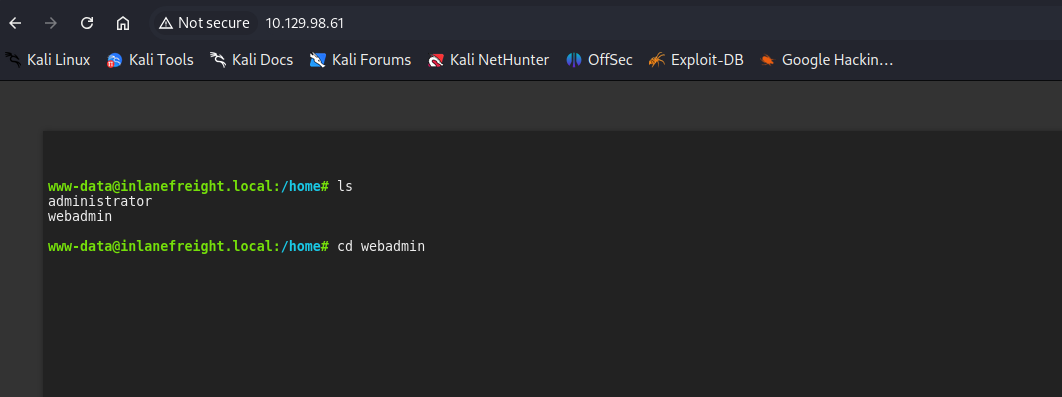 Not secure 10.129.98.61
Kali Linux Kali Tools Kali Docs Kali Forums Kali NetHunter OffSec Exploit-DB Google Hackin…
www-data@inlanefreight.local:/home# ls
administrator
webadmin
www-data@inlanefreight.local:/home# cd webadmin